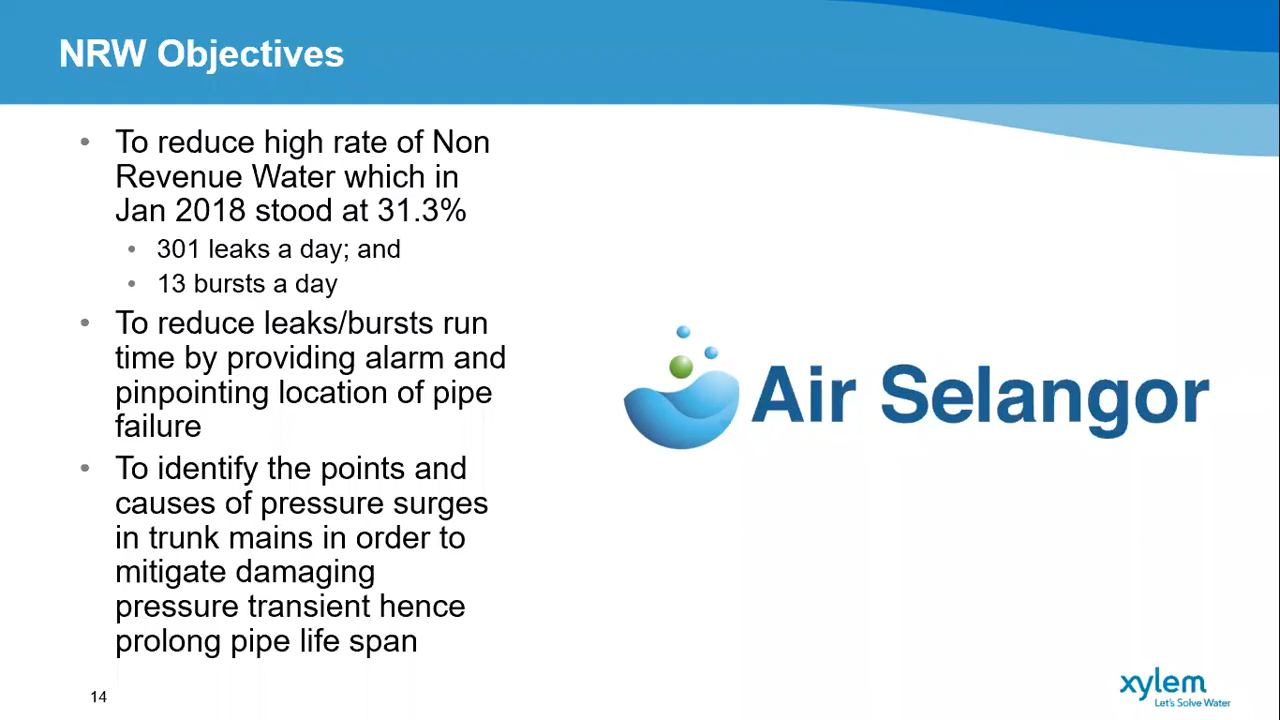 NRW Objectives
• To reduce high rate of Non
Revenue Water which in
Jan 2018 stood at 31.3%
• 301 leaks a day; and
• 13 bursts a day
• To reduce leaks/bursts run
time by providing alarm and
pinpointing location of pipe
failure
• To identify the points and
causes of pressure surges
in trunk mains in order to
mitigate damaging
pressure transient hence
prolong pipe life span
Air Selangor
14
xylem
Let's Solve Water